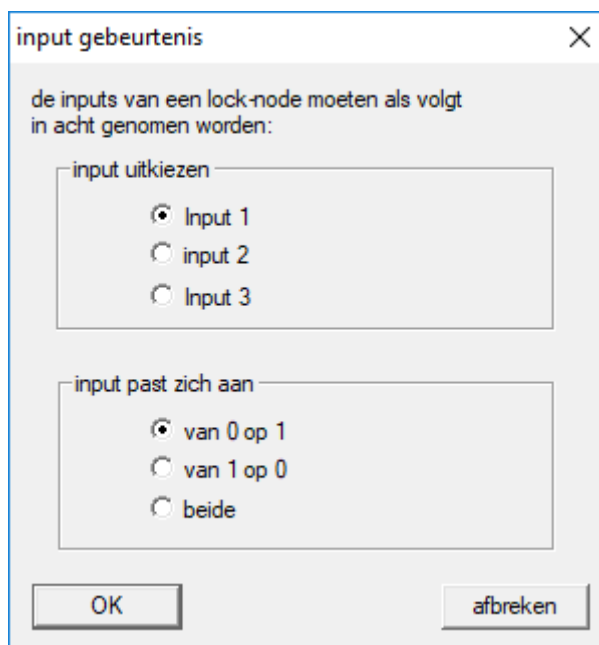 input gebeurtenis
de inputs van een lock-node moeten als volgt
in acht genomen worden:
input uitkiezen
Input 1
input 2
Input 3
input past zich aan
van 0 op 1
van 1 op 0
beide
OK
afbreken